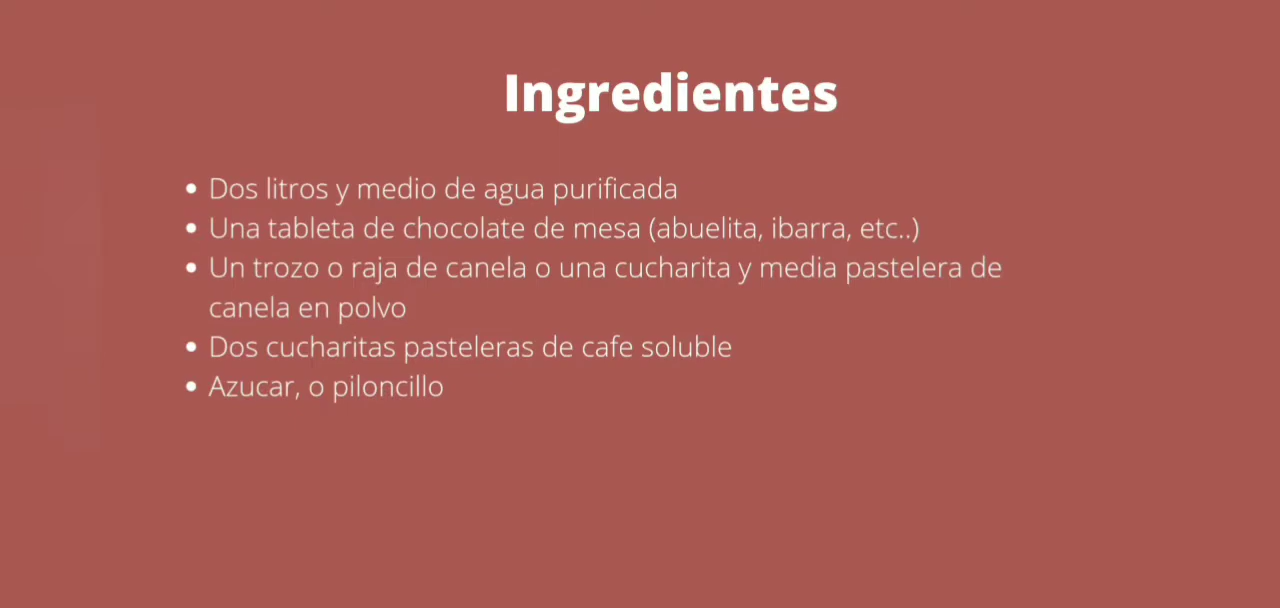 Ingredientes
• Dos litros y medio de agua purificada
• Una tableta de chocolate de mesa (abuelita, ibarra, etc..)
• Un trozo o raja de canela o una cucharita y media pastelera de
canela en polvo
• Dos cucharitas pasteleras de cafe soluble
• Azucar, o piloncillo